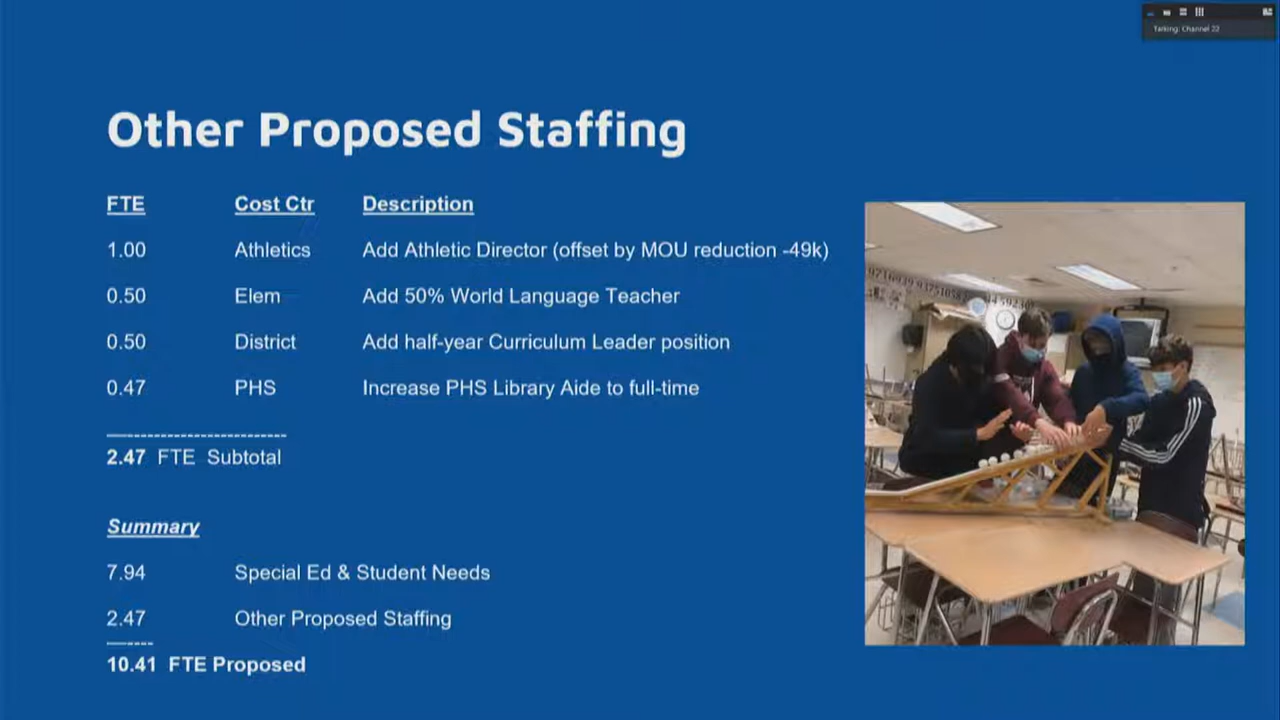 Talking: Channel 22
Other Proposed Staffing
FTE Cost Ctr Description
1.00 Athletics Add Athletic Director (offset by MOU reduction -49k)
0.50 Elem Add 50% World Language Teacher
0.50 District Add half-year Curriculum Leader position
0.47 PHS Increase PHS Library Aide to full-time
2.47 FTE Subtotal
Summary
7.94 Special Ed & Student Needs
2.47 Other Proposed Staffing
10.41 FTE Proposed